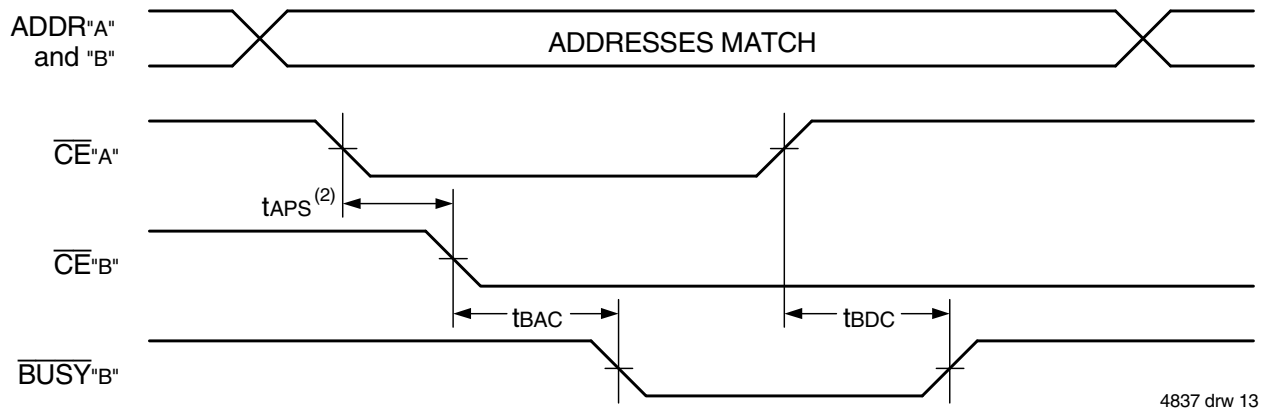 ADDR"A"
and "B"
ADDRESSES MATCH
CE"A"
tAPS (2)
CE"B"
tBAC
tBDC
BUSY"B"
4837 drw 13